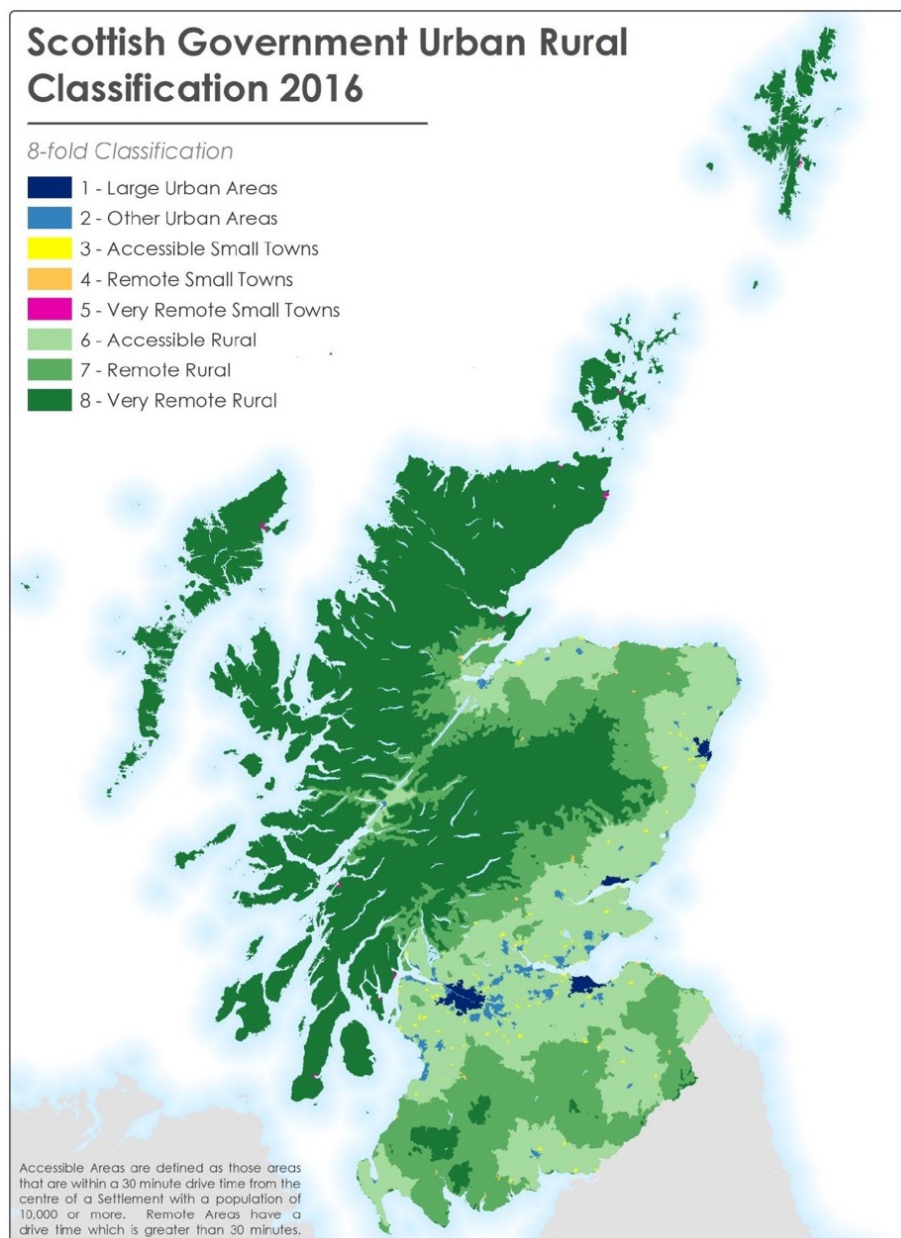 Scottish Government Urban Rural
Classification 2016
8-fold Classification
1 - Large Urban Areas
2 - Other Urban Areas
3 - Accessible Small Towns
4 - Remote Small Towns
5 - Very Remote Small Towns
6 - Accessible Rural
7 - Remote Rural
8 - Very Remote Rural
Accessible Areas are defined as those areas
that are within a 30 minute drive time from the
centre of a Settlement with a population of
10,000 or more. Remote Areas have a
drive time which is greater than 30 minutes.